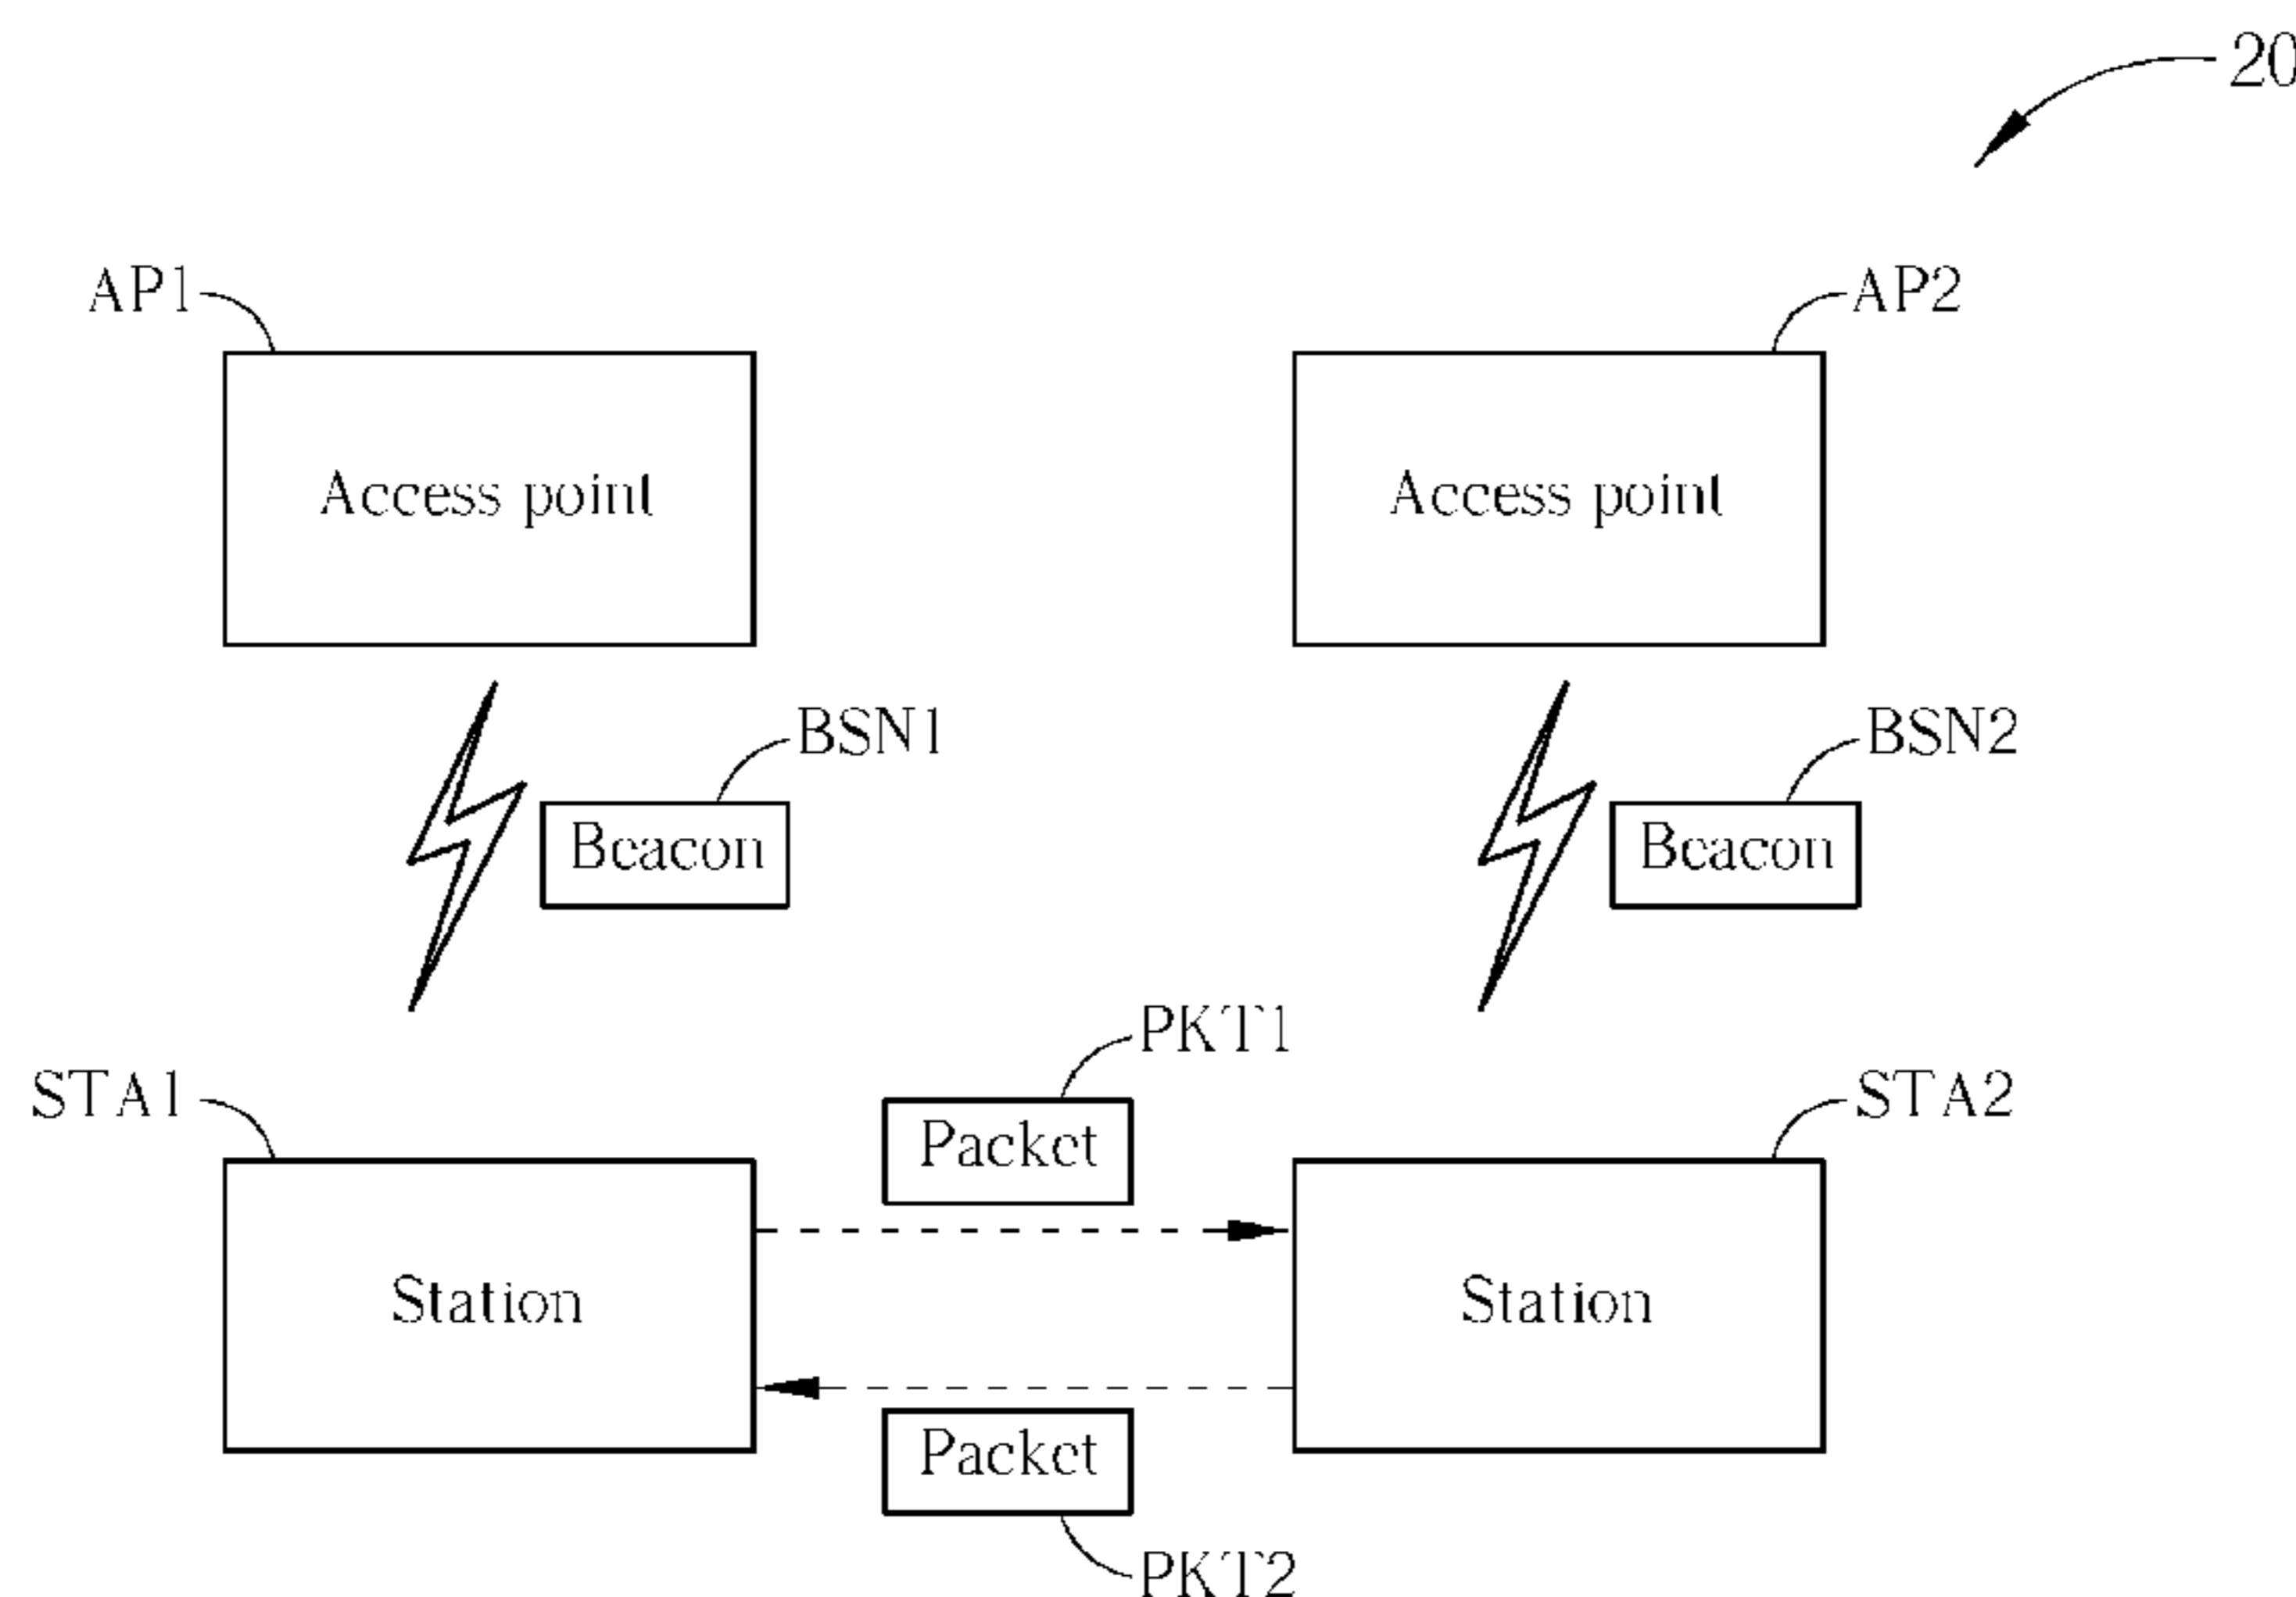 20
AP1
AP2
Access point
Access point
BSN1
BSN2
Beacon
Beacon
PKT1
STA1
STA2
Packet
Station
Station
Packet
PKT2